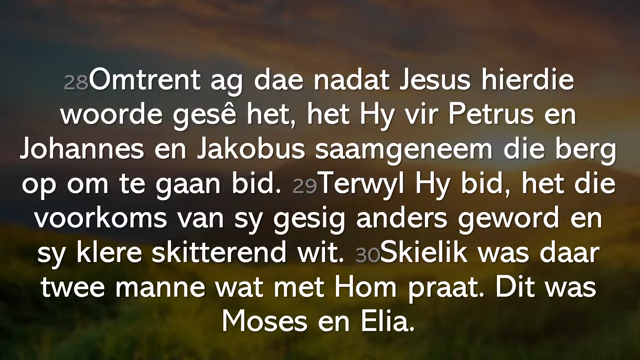 28Omtrent ag dae nadat Jesus hierdie
woorde gesê het, het Hy vir Petrus en
Johannes en Jakobus saamgeneem die berg
op om te gaan bid. 29Terwyl Hy bid, het die
voorkoms van sy gesig anders geword en
sy klere skitterend wit. 30Skielik was daar
twee manne wat met Hom praat. Dit was
Moses en Elia.